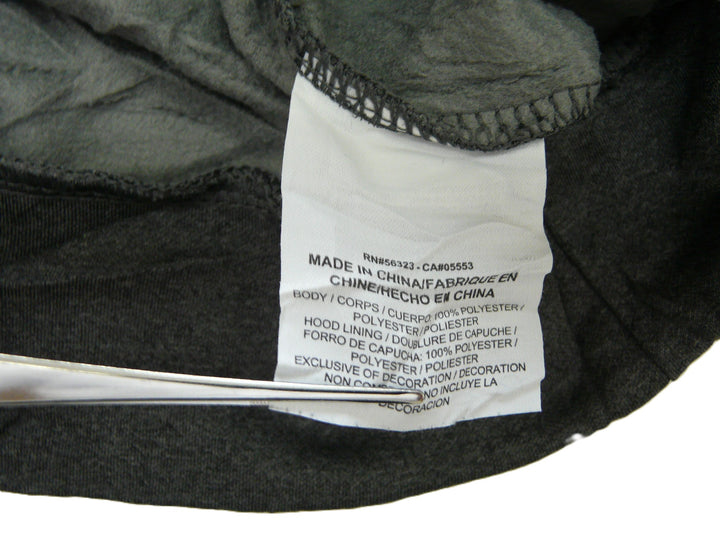 RN#56323 - CA#05553
MADE IN CHINA/FABRIQUE EN
CHINE/HECHO EN CHINA
BODY / CORPS / CUERPO: 100% POLYESTER /
POLYESTER / POLIESTER
HOOD LINING / DOUBLURE DE CAPUCHE /
FORRO DE CAPUCHA: 100% POLYESTER /
POLYESTER / POLIESTER
EXCLUSIVE OF DECORATION / DECORATION
NON NO INCLUYE LA
DECORACION